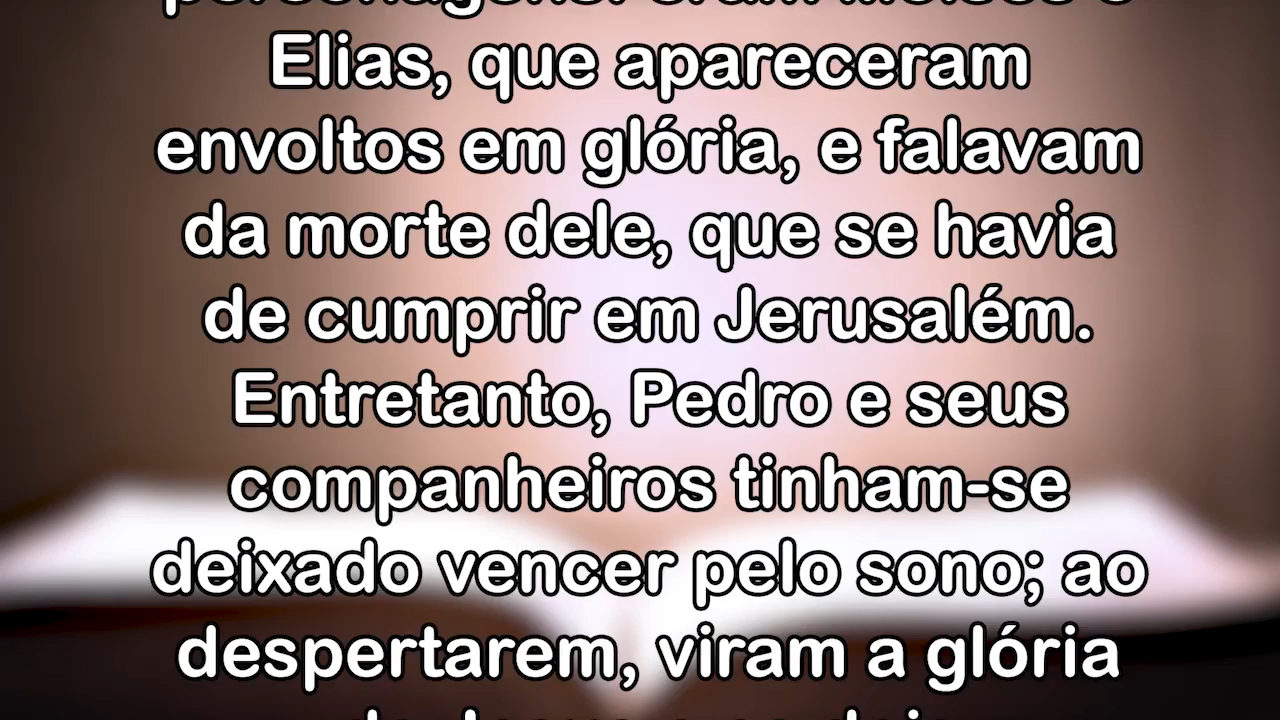 Elias, que apareceram
envoltos em glória, e falavam
da morte dele, que se havia
de cumprir em Jerusalém.
Entretanto, Pedro e seus
companheiros tinham-se
deixado vencer pelo sono; ao
despertarem, viram a glória